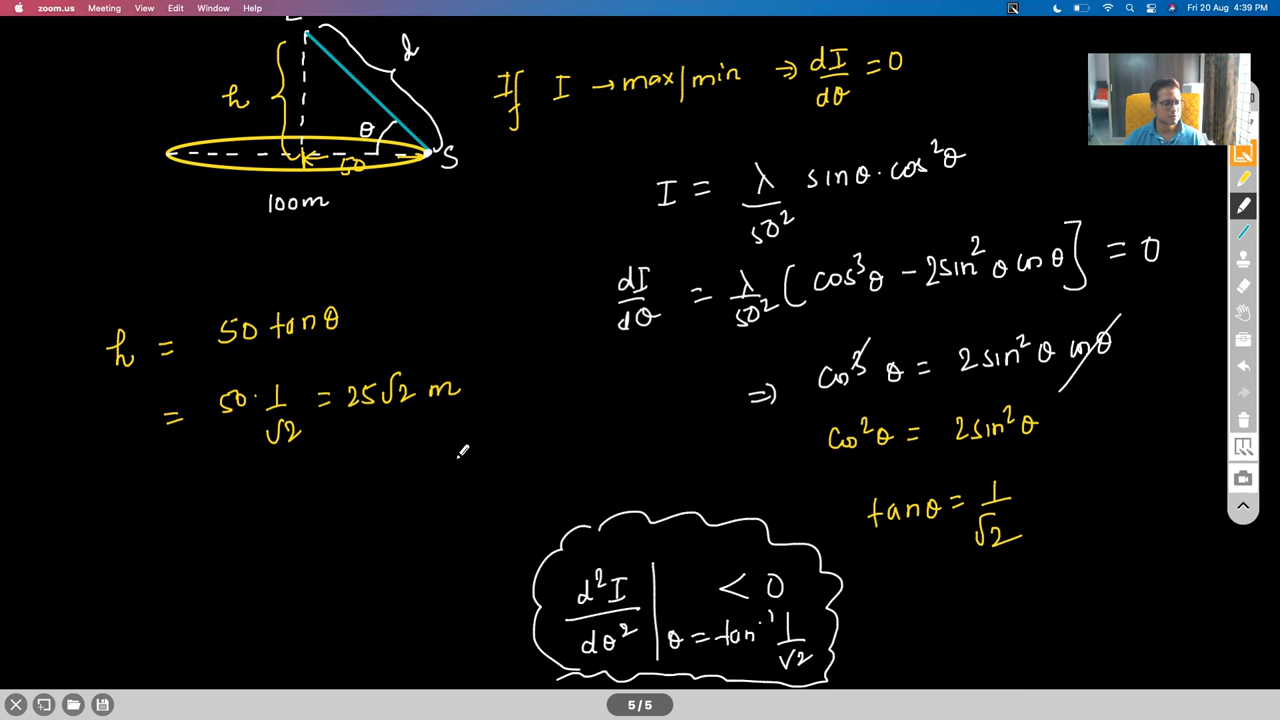 zoom.us Meeting View Edit Window Help Fri 20 Aug 4:39 PM
L
d
h
θ
50
S
100m
If I → max/min ⇒ dI/dθ = 0
I = λ/50² sinθ·cos²θ
dI/dθ = λ/50² ( cos³θ - 2sin²θ cosθ ] = 0
h = 50 tanθ
= 50·1/√2 = 25√2 m
⇒ cos³θ = 2sin²θ cosθ
cos²θ = 2sin²θ
tanθ = 1/√2
d²I/dθ² | < 0
θ = tan⁻¹ 1/√2
5/5